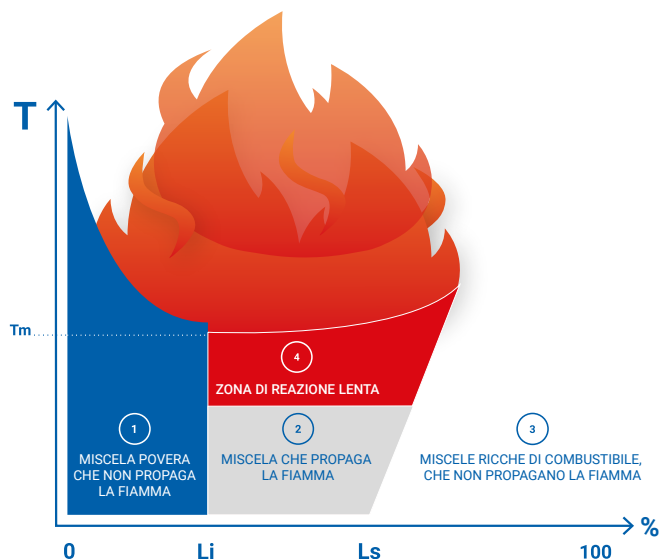 T
Tm
4
ZONA DI REAZIONE LENTA
1
MISCELA POVERA
CHE NON PROPAGA
LA FIAMMA
2
MISCELA CHE PROPAGA
LA FIAMMA
3
MISCELE RICCHE DI COMBUSTIBILE,
CHE NON PROPAGANO LA FIAMMA
%
0
Li
Ls
100